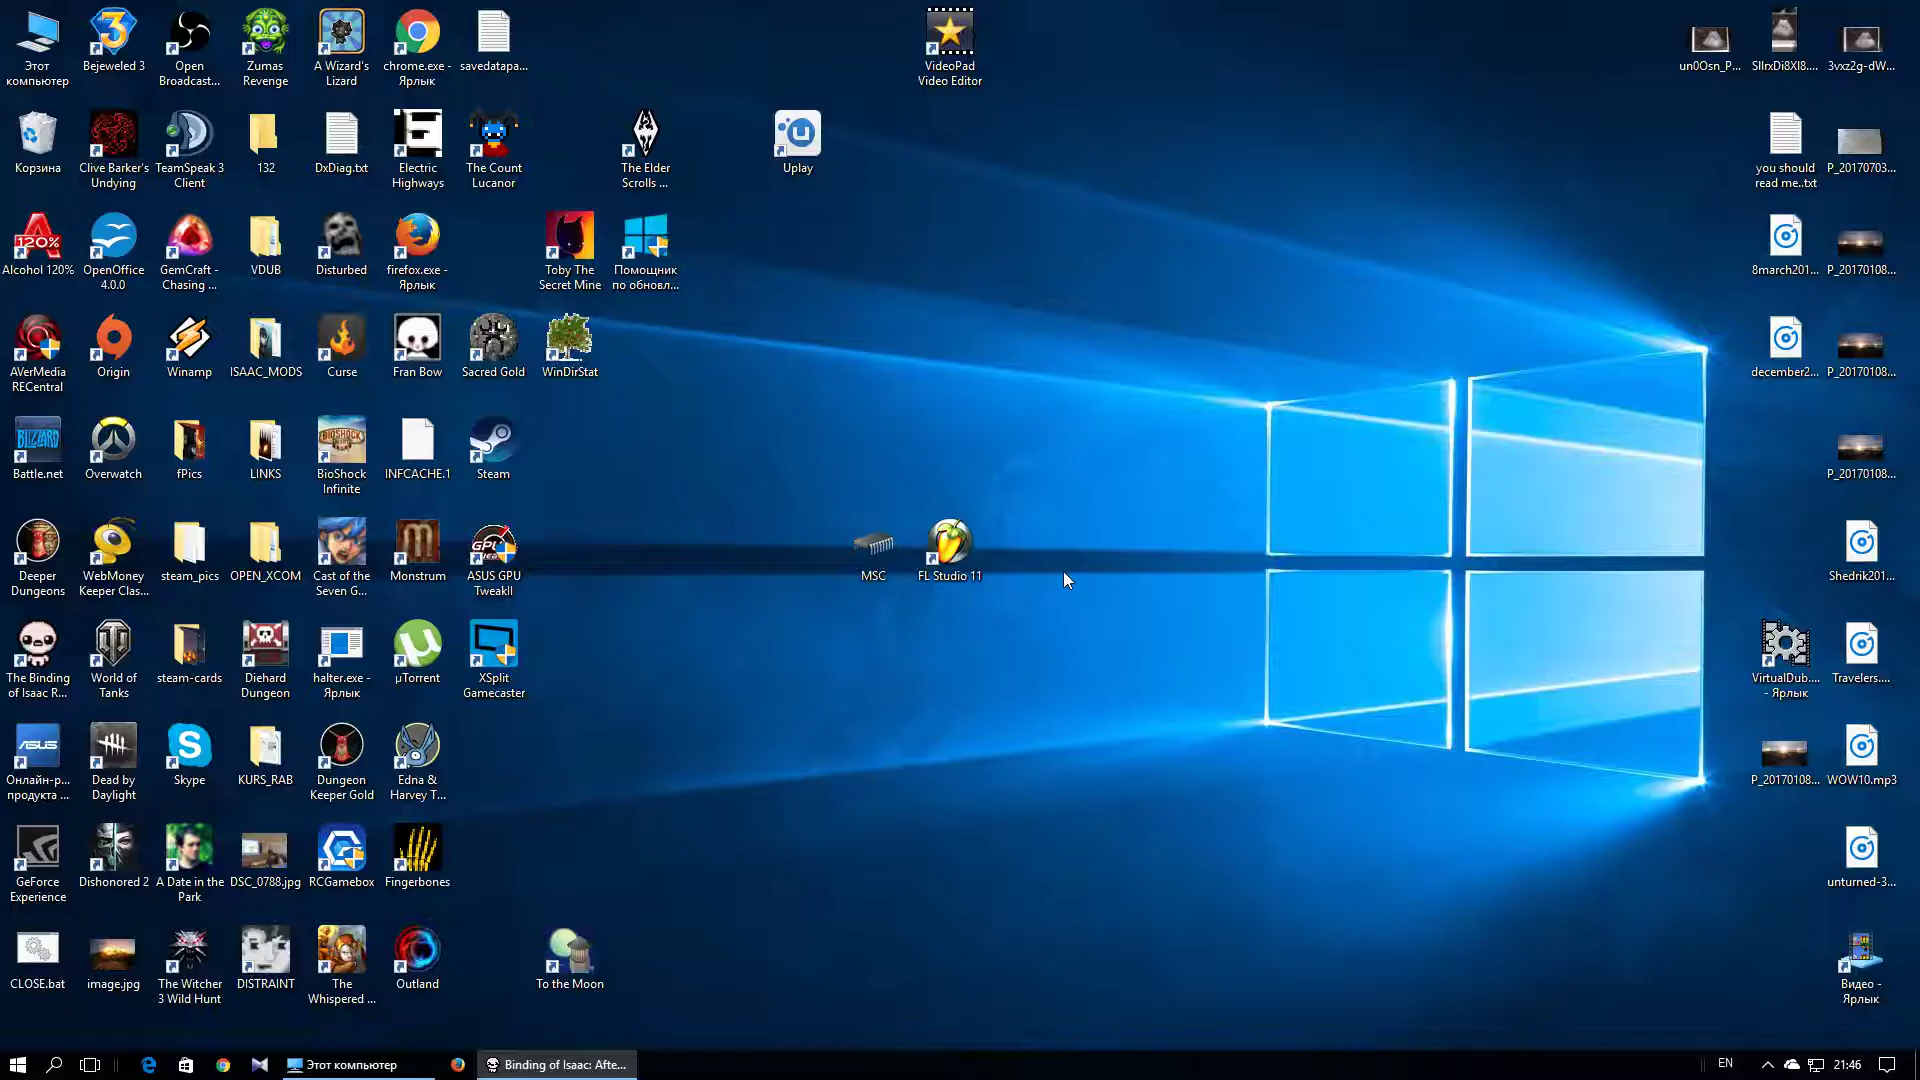 Этот
компьютер
Bejeweled 3
Open
Broadcast...
Zumas
Revenge
A Wizard's
Lizard
chrome.exe -
Ярлык
savedatapa...
VideoPad
Video Editor
un0Osn_P...
SIIrxDi8XI8....
3vxz2g-dW...
Корзина
Clive Barker's
Undying
TeamSpeak 3
Client
132
DxDiag.txt
Electric
Highways
The Count
Lucanor
The Elder
Scrolls ...
Uplay
you should
read me..txt
P_20170703...
120%
Alcohol 120%
OpenOffice
4.0.0
GemCraft -
Chasing ...
VDUB
Disturbed
firefox.exe -
Ярлык
Toby The
Secret Mine
Помощник
по обновл...
8march201...
P_20170108...
AVerMedia
RECentral
Origin
Winamp
ISAAC_MODS
Curse
Fran Bow
Sacred Gold
WinDirStat
december2...
P_20170108...
BLIZZARD
Battle.net
Overwatch
fPics
LINKS
BIOSHOCK
BioShock
Infinite
INFCACHE.1
Steam
P_20170108...
Deeper
Dungeons
WebMoney
Keeper Clas...
steam_pics
OPEN_XCOM
Cast of the
Seven G...
Monstrum
GPU
ASUS GPU
TweakII
MSC
FL Studio 11
Shedrik201...
The Binding
of Isaac R...
World of
Tanks
steam-cards
Diehard
Dungeon
halter.exe -
Ярлык
µTorrent
XSplit
Gamecaster
VirtualDub....
- Ярлык
Travelers....
ASUS
Онлайн-р...
продукта ...
Dead by
Daylight
Skype
KURS_RAB
Dungeon
Keeper Gold
Edna &
Harvey T...
P_20170108...
WOW10.mp3
GeForce
Experience
Dishonored 2
A Date in the
Park
DSC_0788.jpg
RCGamebox
Fingerbones
unturned-3...
CLOSE.bat
image.jpg
The Witcher
3 Wild Hunt
DISTRAINT
The
Whispered ...
Outland
To the Moon
Видео -
Ярлык
Этот компьютер
Binding of Isaac: Afte...
EN
21:46